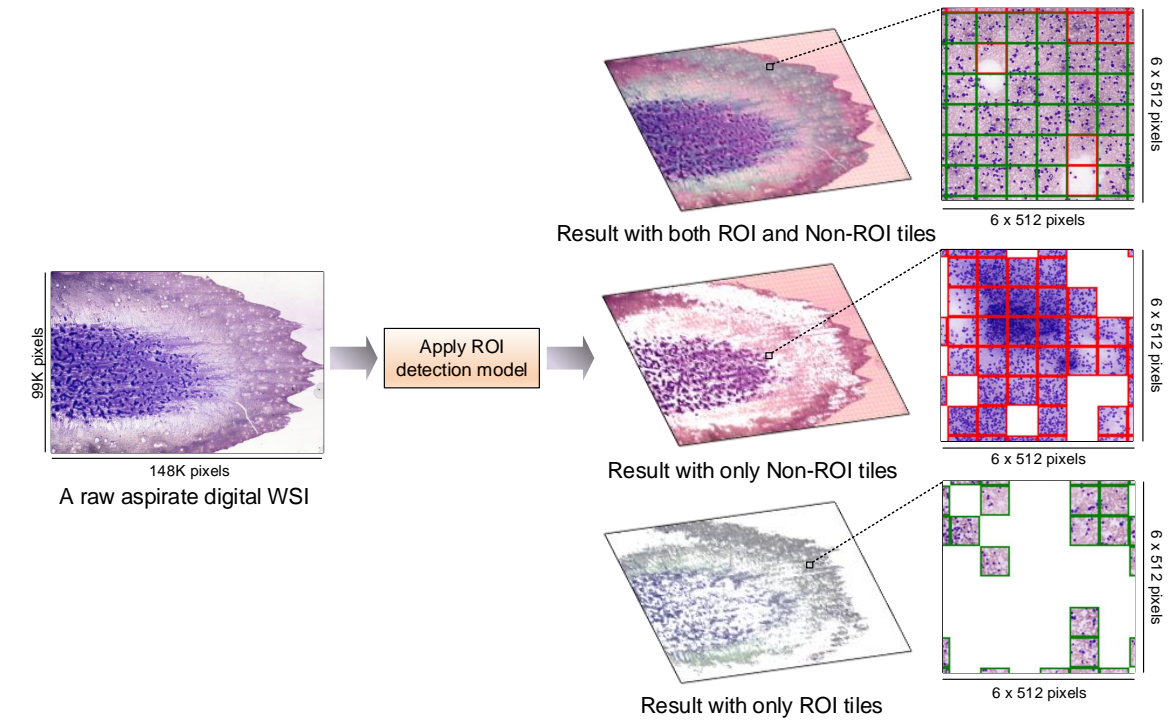 6 x 512 pixels
6 x 512 pixels
Result with both ROI and Non-ROI tiles
99K pixels
148K pixels
A raw aspirate digital WSI
Apply ROI
detection model
6 x 512 pixels
6 x 512 pixels
Result with only Non-ROI tiles
6 x 512 pixels
6 x 512 pixels
Result with only ROI tiles